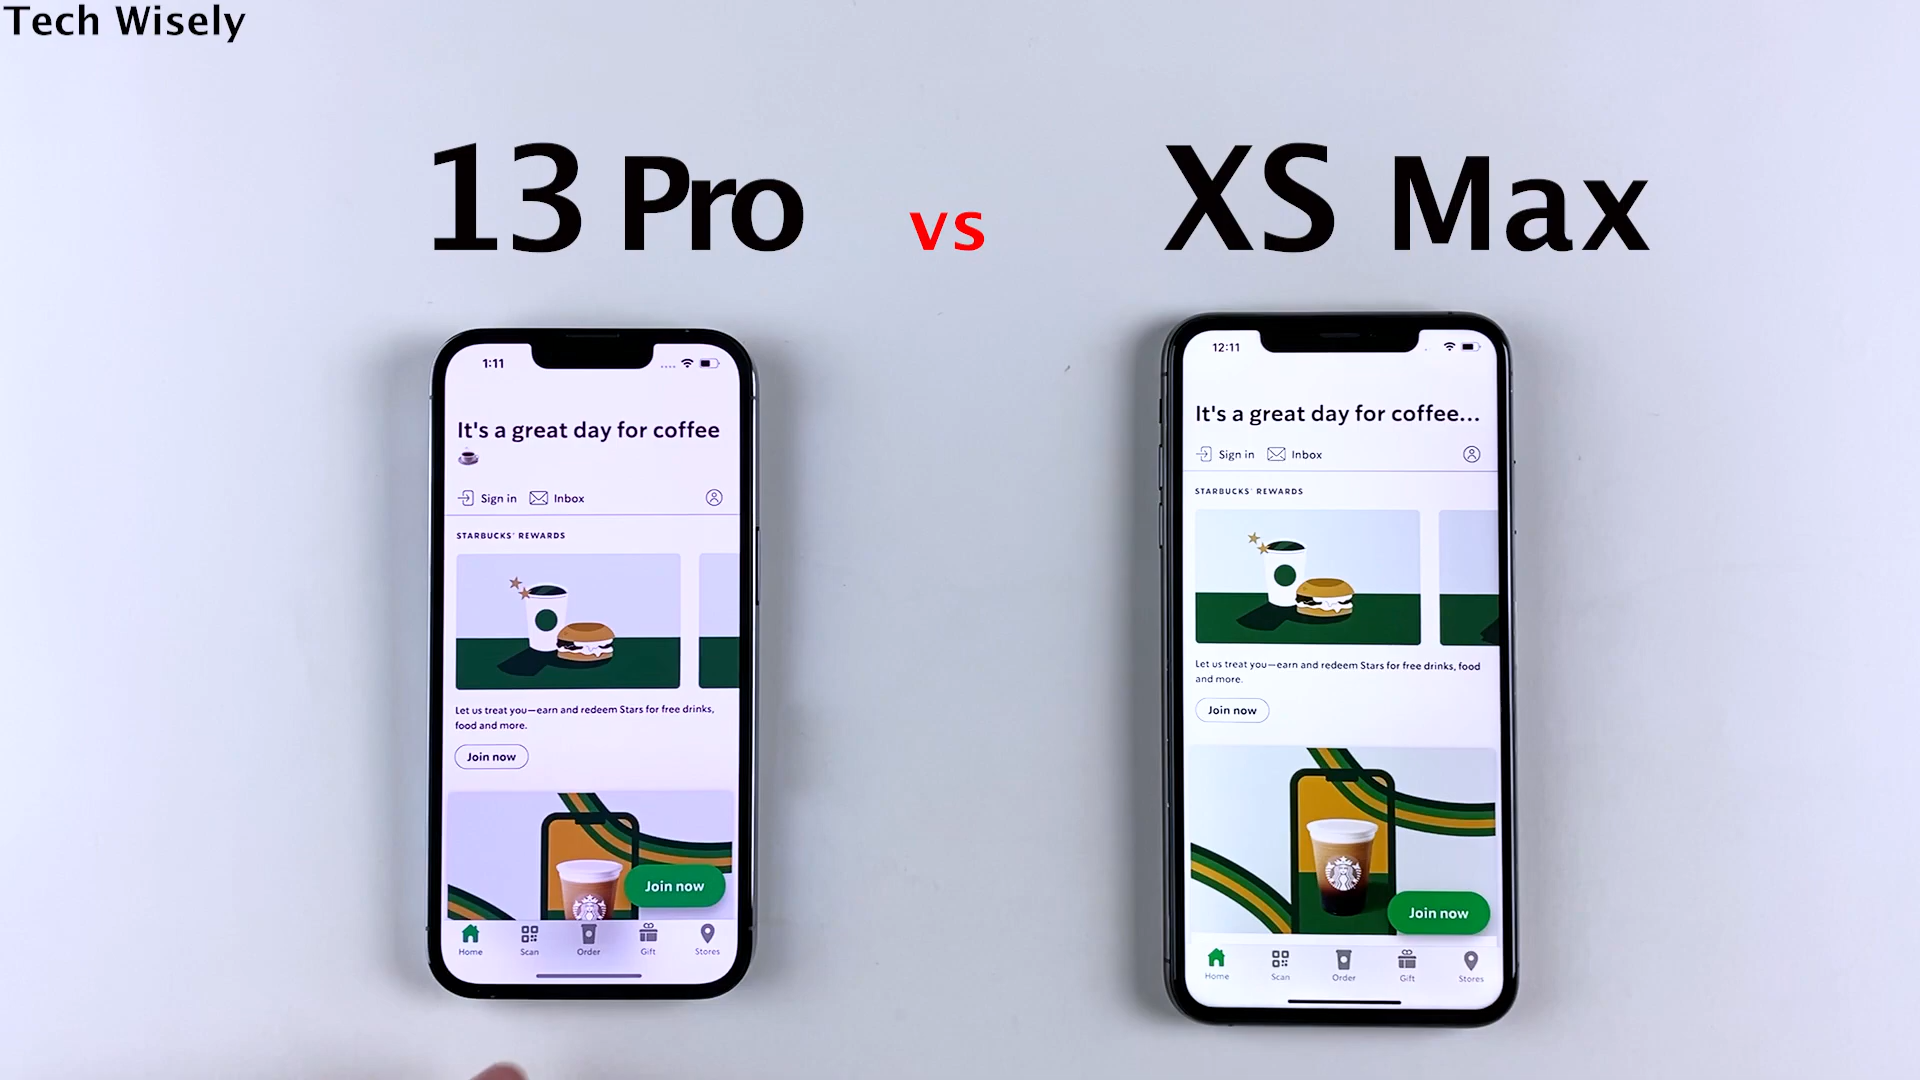 Tech Wisely
13 Pro vs XS Max
1:11
It's a great day for coffee
Sign in Inbox
STARBUCKS® REWARDS
Let us treat you—earn and redeem Stars for free drinks,
food and more.
Join now
Join now
Home Scan Order Gift Stores
12:11
It's a great day for coffee...
Sign in Inbox
STARBUCKS® REWARDS
Let us treat you—earn and redeem Stars for free drinks, food
and more.
Join now
Join now
Home Scan Order Gift Stores